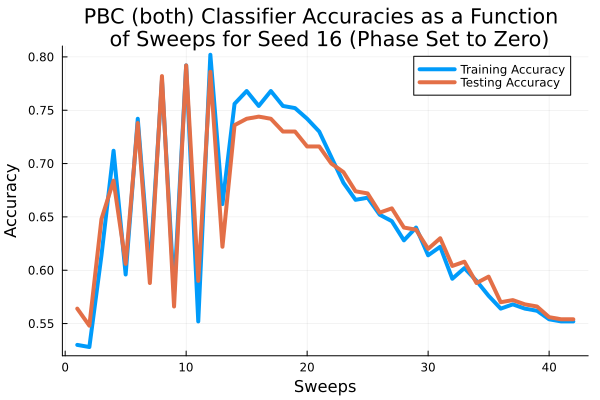 PBC (both) Classifier Accuracies as a Function
of Sweeps for Seed 16 (Phase Set to Zero)
Training Accuracy
Testing Accuracy
Accuracy
0.80
0.75
0.70
0.65
0.60
0.55
0 10 20 30 40
Sweeps